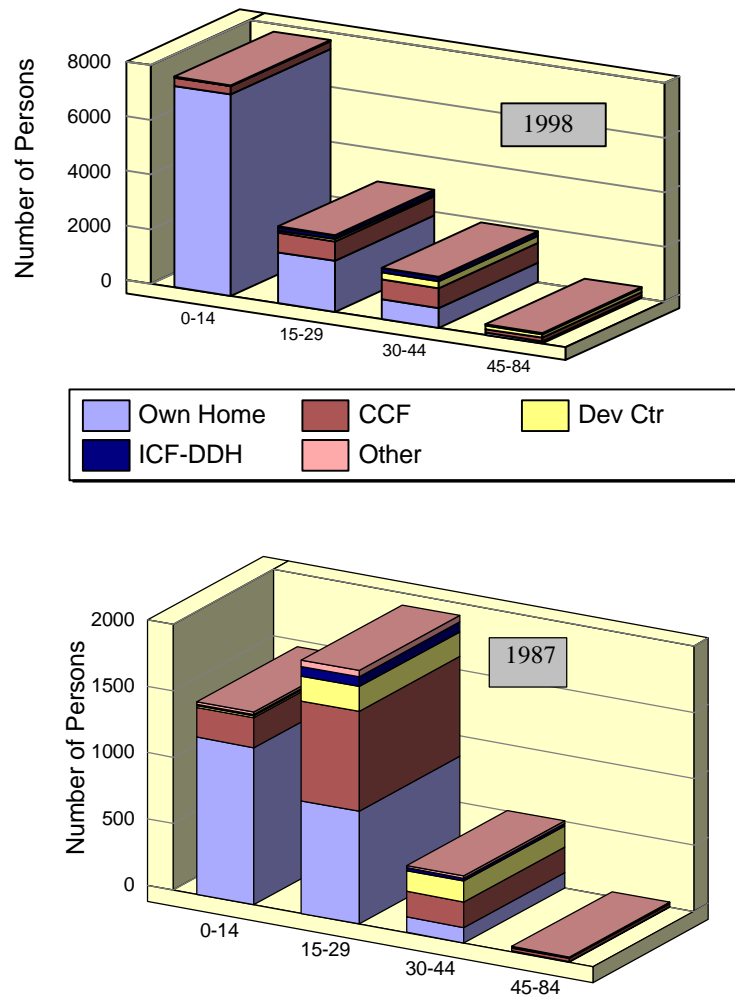 8000
6000
4000
2000
0
Number of Persons
1998
0-14
15-29
30-44
45-84
Own Home
CCF
Dev Ctr
ICF-DDH
Other
2000
1500
1000
500
0
Number of Persons
1987
0-14
15-29
30-44
45-84